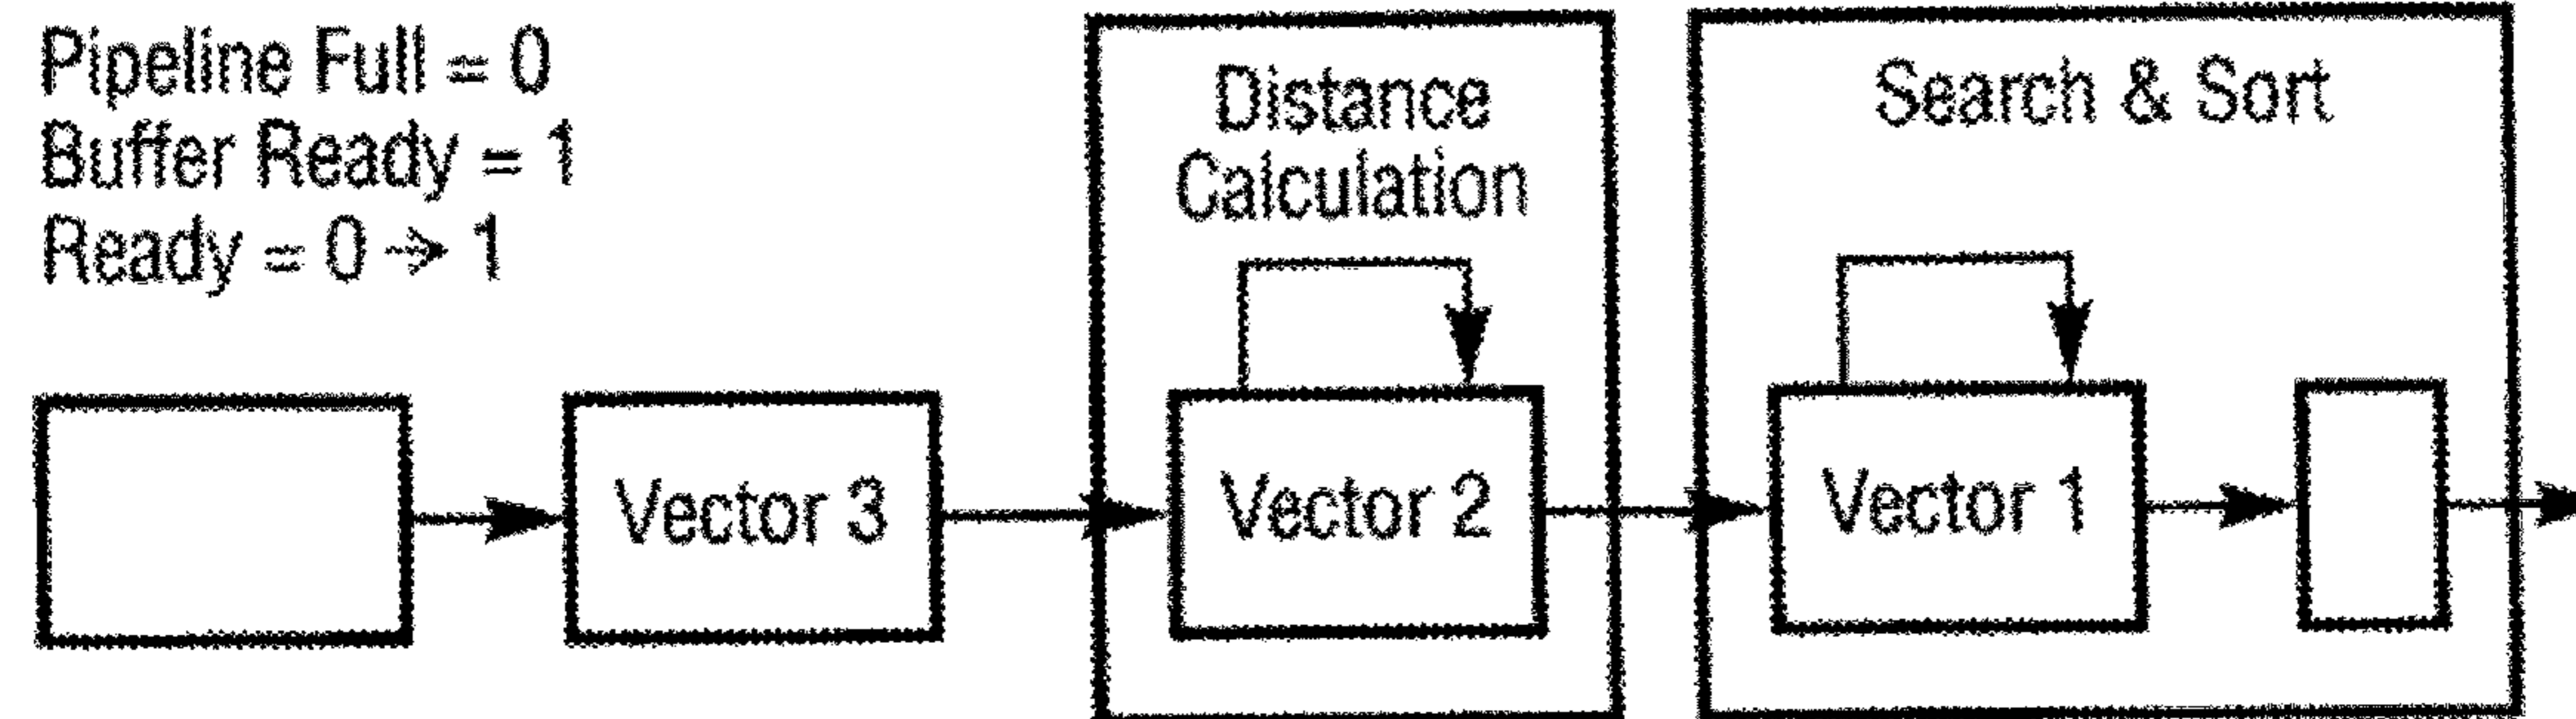 Pipeline Full = 0
Buffer Ready = 1
Ready = 0 → 1
Distance
Calculation
Search & Sort
Vector 3
Vector 2
Vector 1